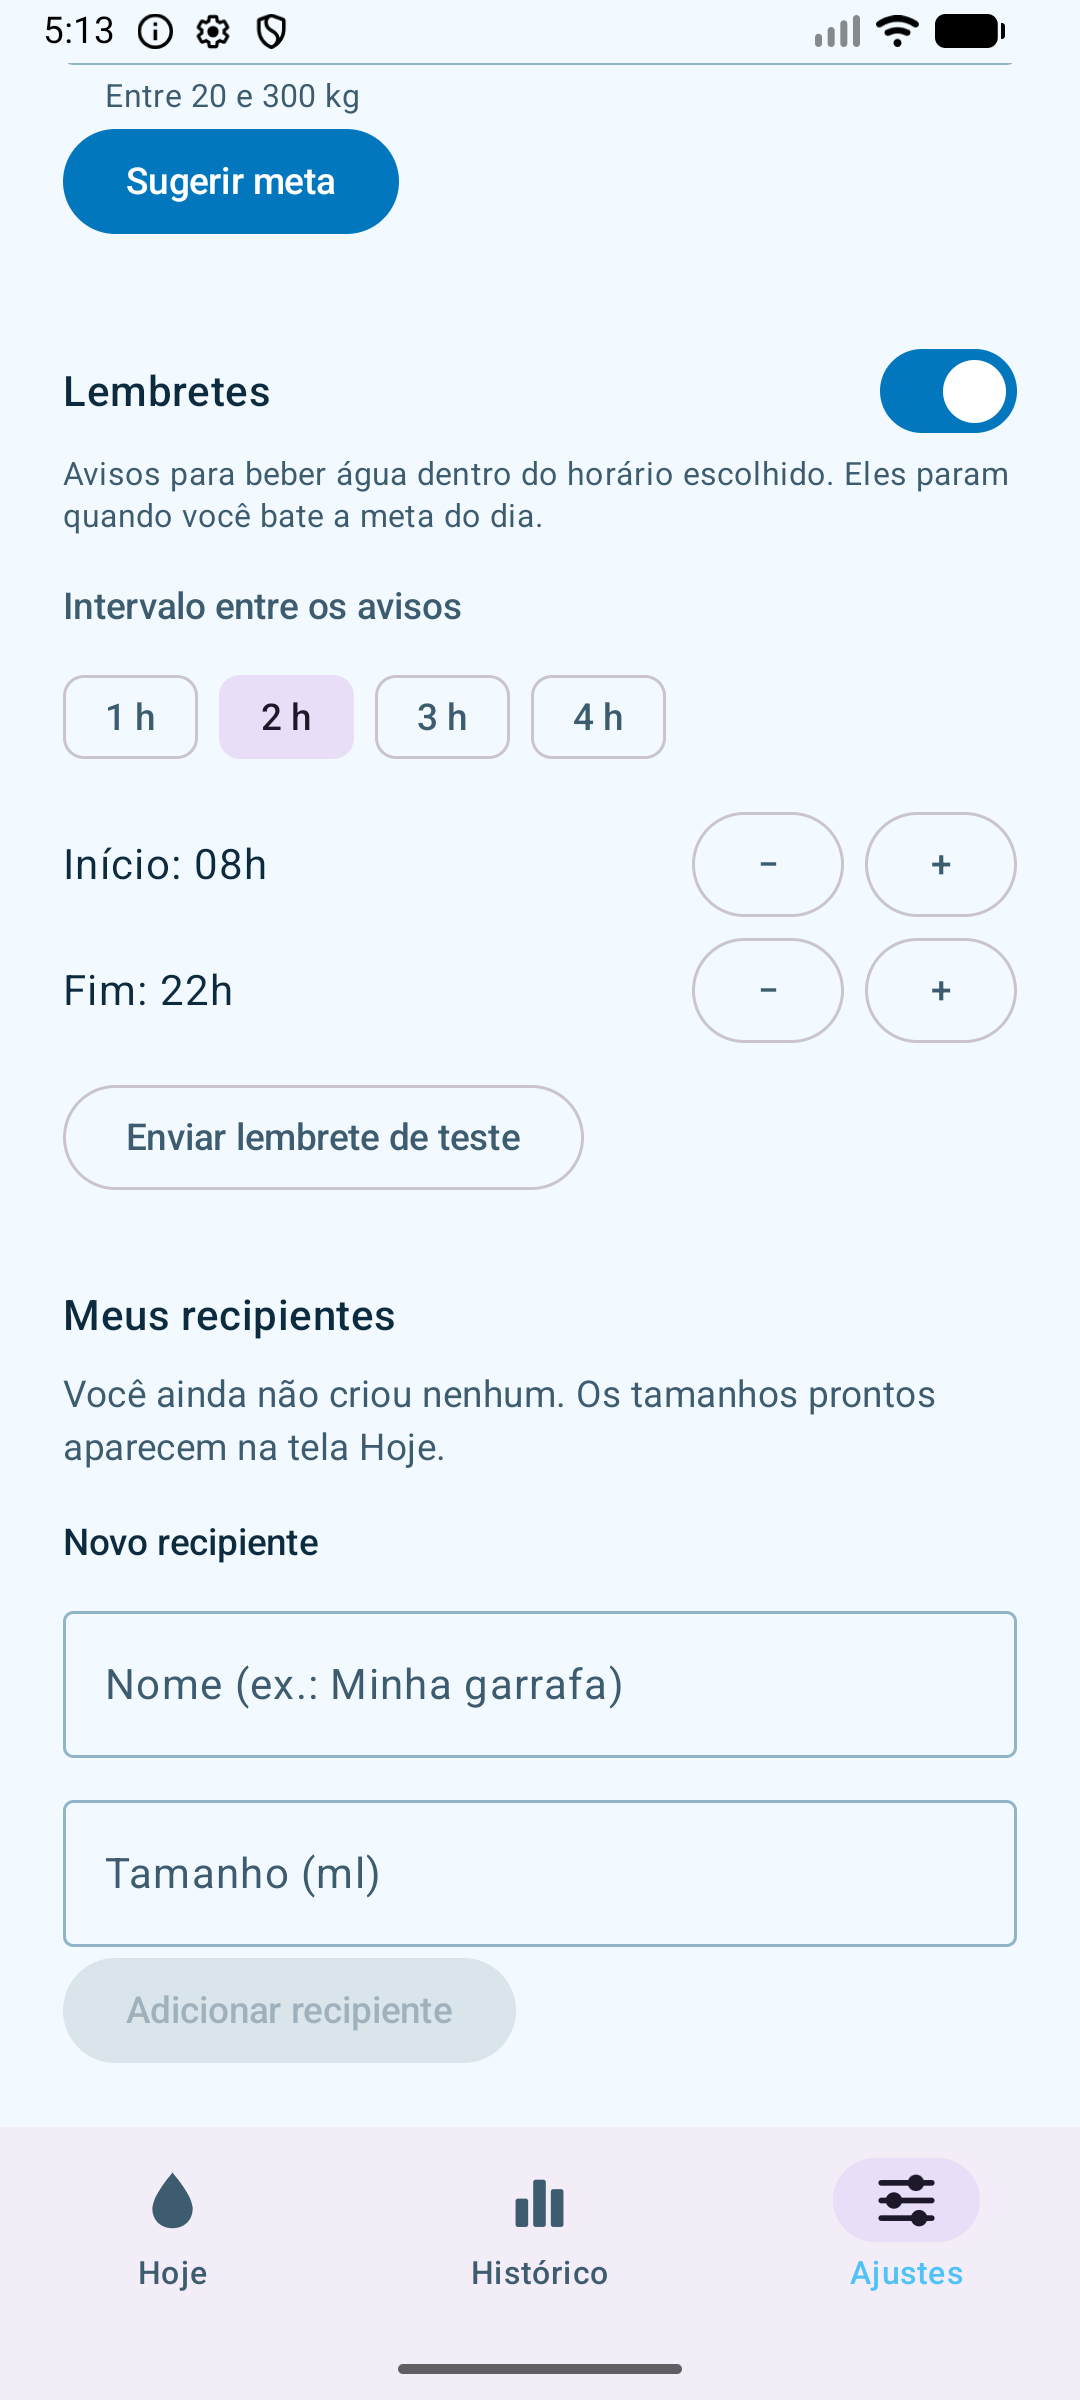 5:13
Entre 20 e 300 kg
Sugerir meta
Lembretes
Avisos para beber água dentro do horário escolhido. Eles param
quando você bate a meta do dia.
Intervalo entre os avisos
1 h
2 h
3 h
4 h
Início: 08h
−
+
Fim: 22h
−
+
Enviar lembrete de teste
Meus recipientes
Você ainda não criou nenhum. Os tamanhos prontos
aparecem na tela Hoje.
Novo recipiente
Nome (ex.: Minha garrafa)
Tamanho (ml)
Adicionar recipiente
Hoje
Histórico
Ajustes